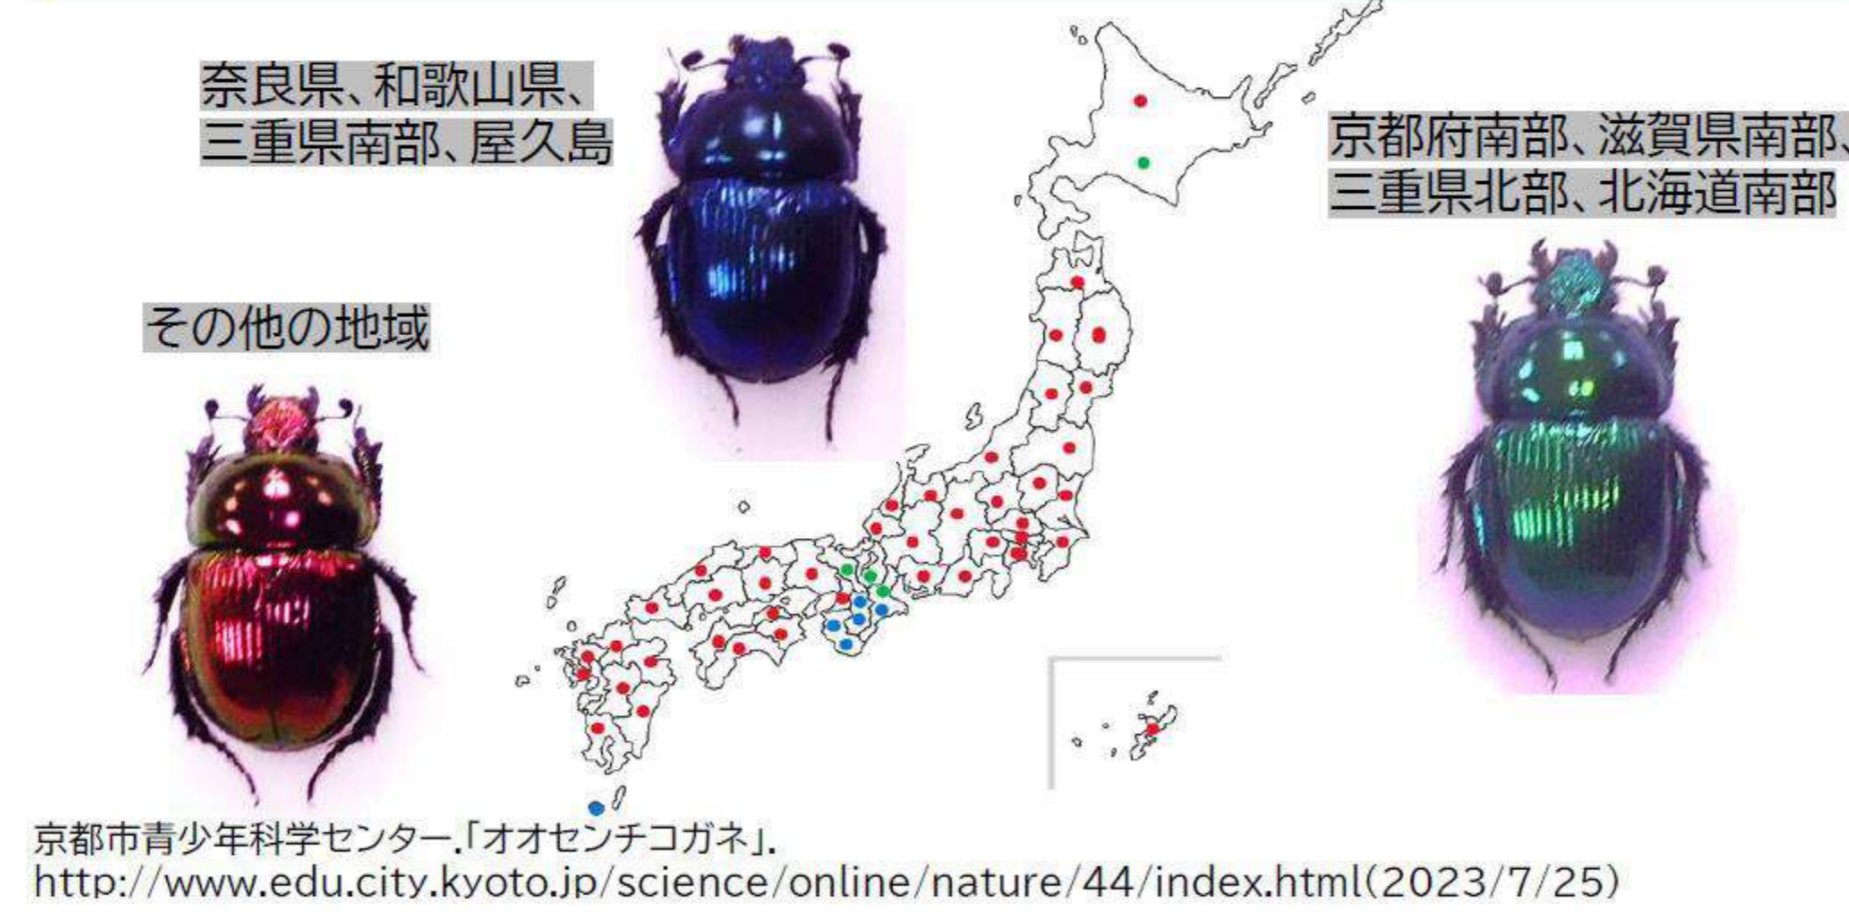 奈良県、和歌山県、
三重県南部、屋久島
京都府南部、滋賀県南部、
三重県北部、北海道南部
その他の地域
京都市青少年科学センター.「オオセンチコガネ」.
http://www.edu.city.kyoto.jp/science/online/nature/44/index.html(2023/7/25)